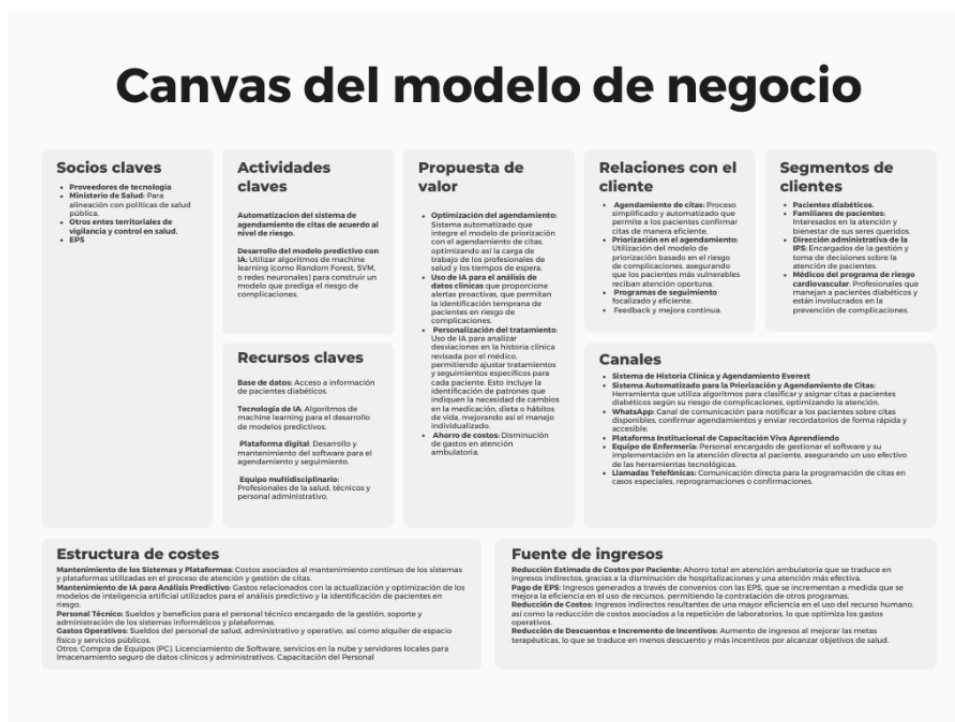 Canvas del modelo de negocio
Socios claves
Proveedores de tecnología
Ministerio de Salud: Para
alineación con políticas de salud
pública.
Otros entes territoriales de
vigilancia y control en salud.
EPS
Actividades
claves
Automatizacion del sistema de
agendamiento de citas de acuerdo al
nivel de riesgo.
Desarrollo del modelo predictivo con
IA: Utilizar algoritmos de machine
learning (como Random Forest, SVM,
o redes neuronales) para construir un
modelo que prediga el riesgo de
complicaciones.
Recursos claves
Base de datos: Acceso a información
de pacientes diabéticos.
Tecnología de IA: Algoritmos de
machine learning para el desarrollo
de modelos predictivos.
Plataforma digital: Desarrollo y
mantenimiento del software para el
agendamiento y seguimiento.
Equipo multidisciplinario:
Profesionales de la salud, técnicos y
personal administrativo.
Propuesta de
valor
Optimización del agendamiento:
Sistema automatizado que
integre el modelo de priorización
con el agendamiento de citas,
optimizando así la carga de
trabajo de los profesionales de
salud y los tiempos de espera.
Uso de IA para el análisis de
datos clínicas que proporcione
alertas proactivas, que permitan
la identificación temprana de
pacientes en riesgo de
complicaciones.
Personalización del tratamiento:
Uso de IA para analizar
desviaciones en la historia clínica
revisada por el médico,
permitiendo ajustar tratamientos
y seguimientos específicos para
cada paciente. Esto incluye la
identificación de patrones que
indiquen la necesidad de cambios
en la medicación, dieta o hábitos
de vida, mejorando así el manejo
individualizado.
Ahorro de costos: Disminución
de gastos en atención
ambulatoria.
Relaciones con el
cliente
Agendamiento de citas: Proceso
simplificado y automatizado que
permite a los pacientes confirmar
citas de manera eficiente.
Priorización en el agendamiento:
Utilización del modelo de
priorización basado en el riesgo
de complicaciones, asegurando
que los pacientes más vulnerables
reciban atención oportuna.
Programas de seguimiento
focalizado y eficiente.
Feedback y mejora continua.
Segmentos de
clientes
Pacientes diabéticos.
Familiares de pacientes:
Interesados en la atención y
bienestar de sus seres queridos.
Dirección administrativa de la
IPS: Encargados de la gestión y
toma de decisiones sobre la
atención de pacientes.
Médicos del programa de riesgo
cardiovascular: Profesionales que
manejan a pacientes diabéticos y
están involucrados en la
prevención de complicaciones.
Canales
Sistema de Historia Clínica y Agendamiento Everest
Sistema Automatizado para la Priorización y Agendamiento de Citas:
Herramienta que utiliza algoritmos para clasificar y asignar citas a pacientes
diabéticos según su riesgo de complicaciones, optimizando la atención.
WhatsApp: Canal de comunicación para notificar a los pacientes sobre citas
disponibles, confirmar agendamientos y enviar recordatorios de forma rápida y
accesible.
Plataforma Institucional de Capacitación Viva Aprendiendo
Equipo de Enfermería: Personal encargado de gestionar el software y su
implementación en la atención directa al paciente, asegurando un uso efectivo
de las herramientas tecnológicas.
Llamadas Telefónicas: Comunicación directa para la programación de citas en
casos especiales, reprogramaciones o confirmaciones.
Estructura de costes
Mantenimiento de los Sistemas y Plataformas: Costos asociados al mantenimiento continuo de los sistemas
y plataformas utilizadas en el proceso de atención y gestión de citas.
Mantenimiento de IA para Análisis Predictivo: Gastos relacionados con la actualización y optimización de los
modelos de inteligencia artificial utilizados para el análisis predictivo y la identificación de pacientes en
riesgo.
Personal Técnico: Sueldos y beneficios para el personal técnico encargado de la gestión, soporte y
administración de los sistemas informáticos y plataformas.
Gastos Operativos: Sueldos del personal de salud, administrativo y operativo, así como alquiler de espacio
físico y servicios públicos.
Otros: Compra de Equipos (PC), Licenciamiento de Software, servicios en la nube y servidores locales para
lmacenamiento seguro de datos clínicos y administrativos. Capacitación del Personal
Fuente de ingresos
Reducción Estimada de Costos por Paciente: Ahorro total en atención ambulatoria que se traduce en
ingresos indirectos, gracias a la disminución de hospitalizaciones y una atención más efectiva.
Pago de EPS: Ingresos generados a través de convenios con las EPS, que se incrementan a medida que se
mejora la eficiencia en el uso de recursos, permitiendo la contratación de otros programas.
Reducción de Costos: Ingresos indirectos resultantes de una mayor eficiencia en el uso del recurso humano,
así como la reducción de costos asociados a la repetición de laboratorios, lo que optimiza los gastos
operativos.
Reducción de Descuentos e Incremento de Incentivos: Aumento de ingresos al mejorar las metas
terapéuticas, lo que se traduce en menos descuento y más incentivos por alcanzar objetivos de salud.